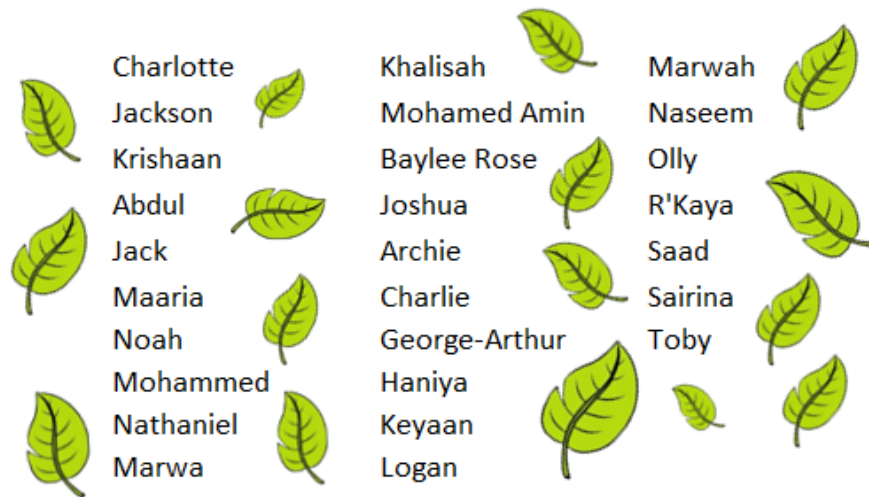 Charlotte
Jackson
Krishaan
Abdul
Jack
Maaria
Noah
Mohammed
Nathaniel
Marwa
Khalisah
Mohamed Amin
Baylee Rose
Joshua
Archie
Charlie
George-Arthur
Haniya
Keyaan
Logan
Marwah
Naseem
Olly
R'Kaya
Saad
Sairina
Toby